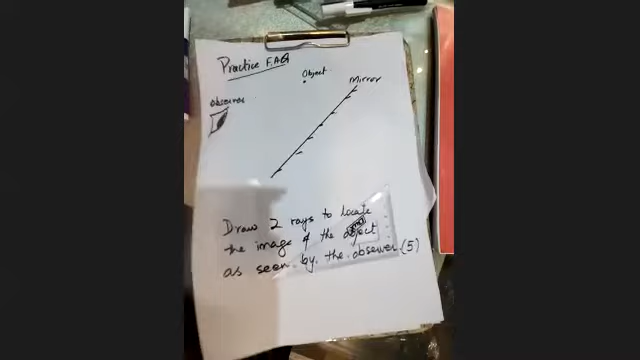 Practice F.A.Q
Object
Mirror
Observer
Draw 2 rays to locate
the image of the object
as seen by the observer. (5)